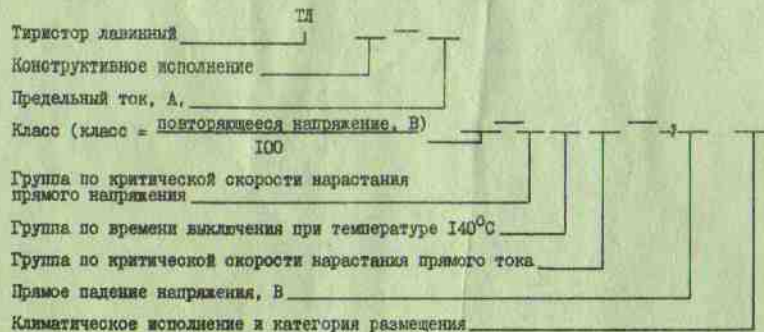 ТЛ
Тиристор лавинный
Конструктивное исполнение
Предельный ток, А,
Класс (класс = повторяющееся напряжение, В)
I00
Группа по критической скорости нарастания
прямого напряжения
Группа по времени выключения при температуре I40°С
Группа по критической скорости нарастания прямого тока
Прямое падение напряжения, В
Климатическое исполнение и категория размещения